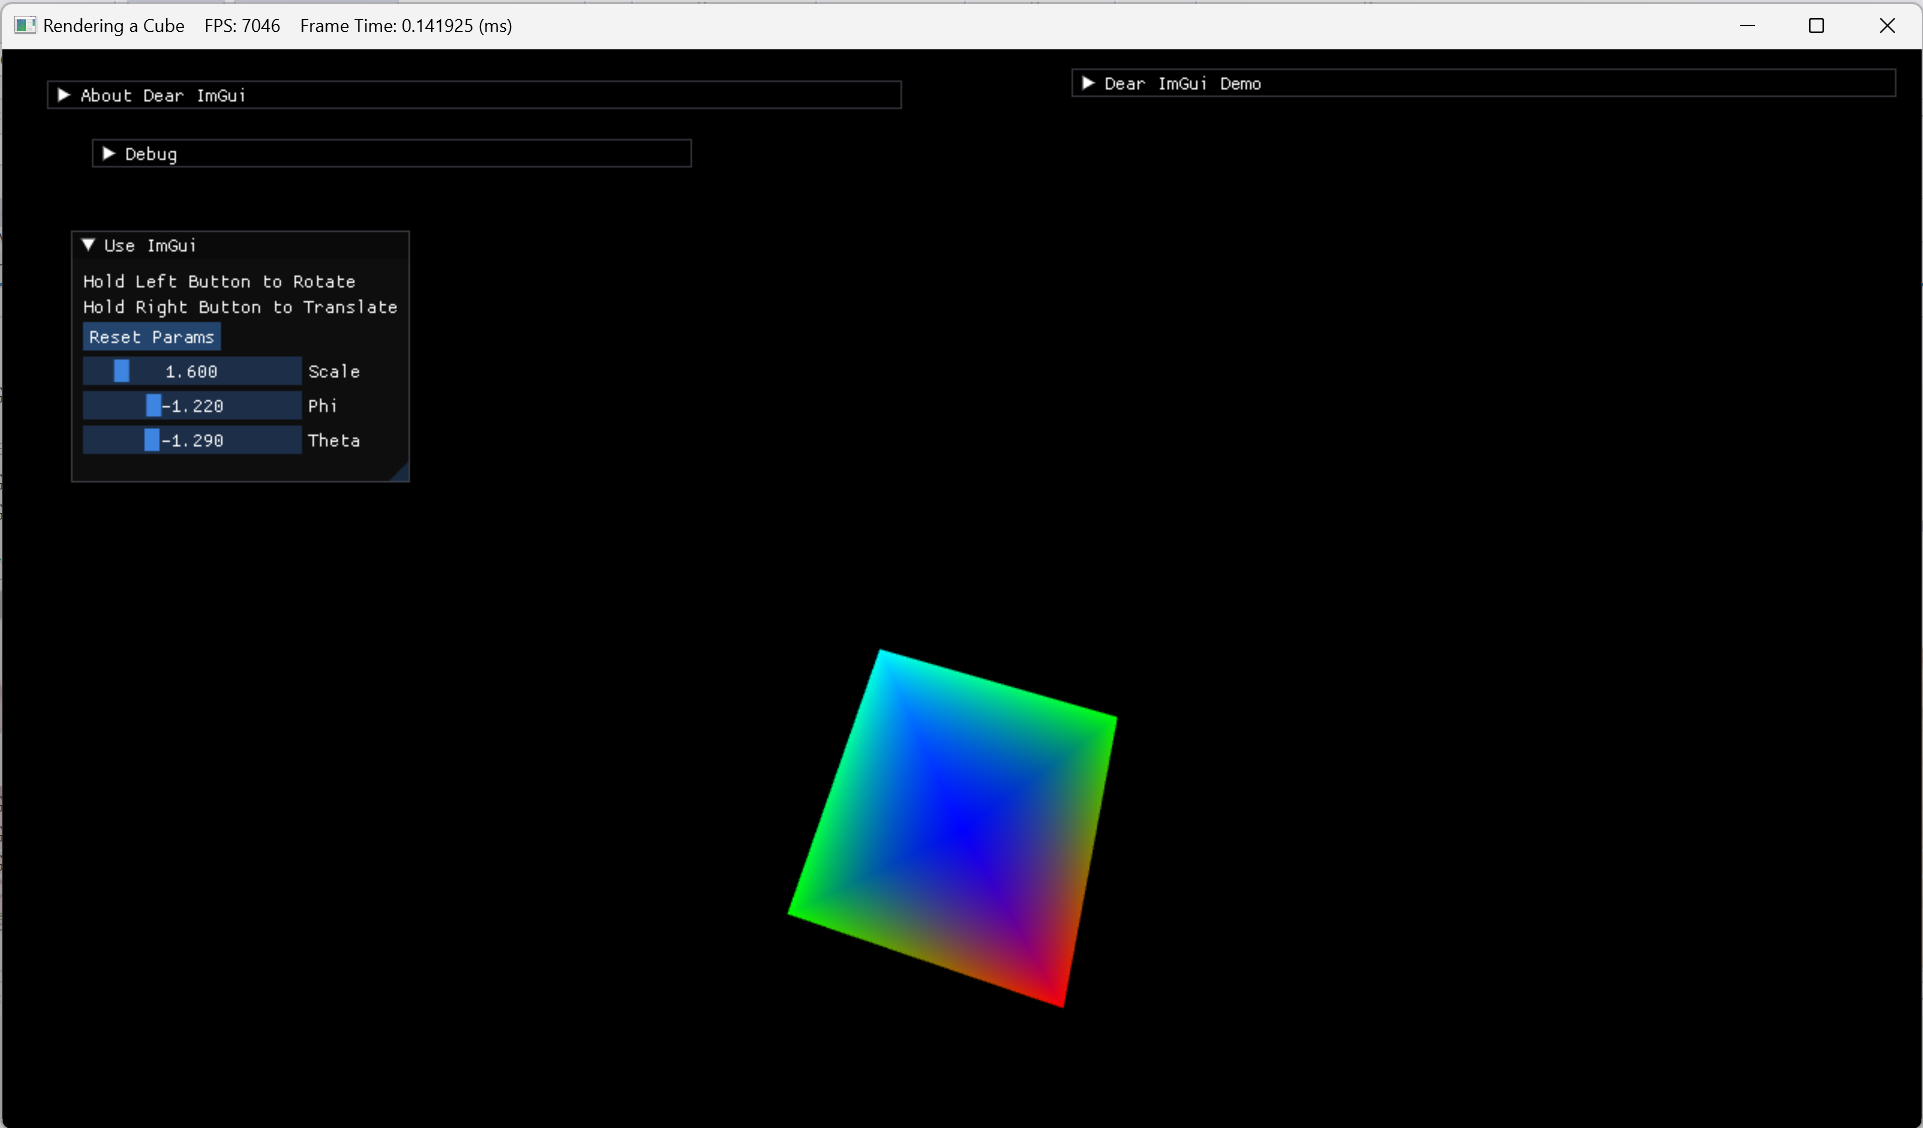 Rendering a Cube    FPS: 7046    Frame Time: 0.141925 (ms)
About Dear ImGui
Dear ImGui Demo
Debug
Use ImGui
Hold Left Button to Rotate
Hold Right Button to Translate
Reset Params
1.600 Scale
-1.220 Phi
-1.290 Theta